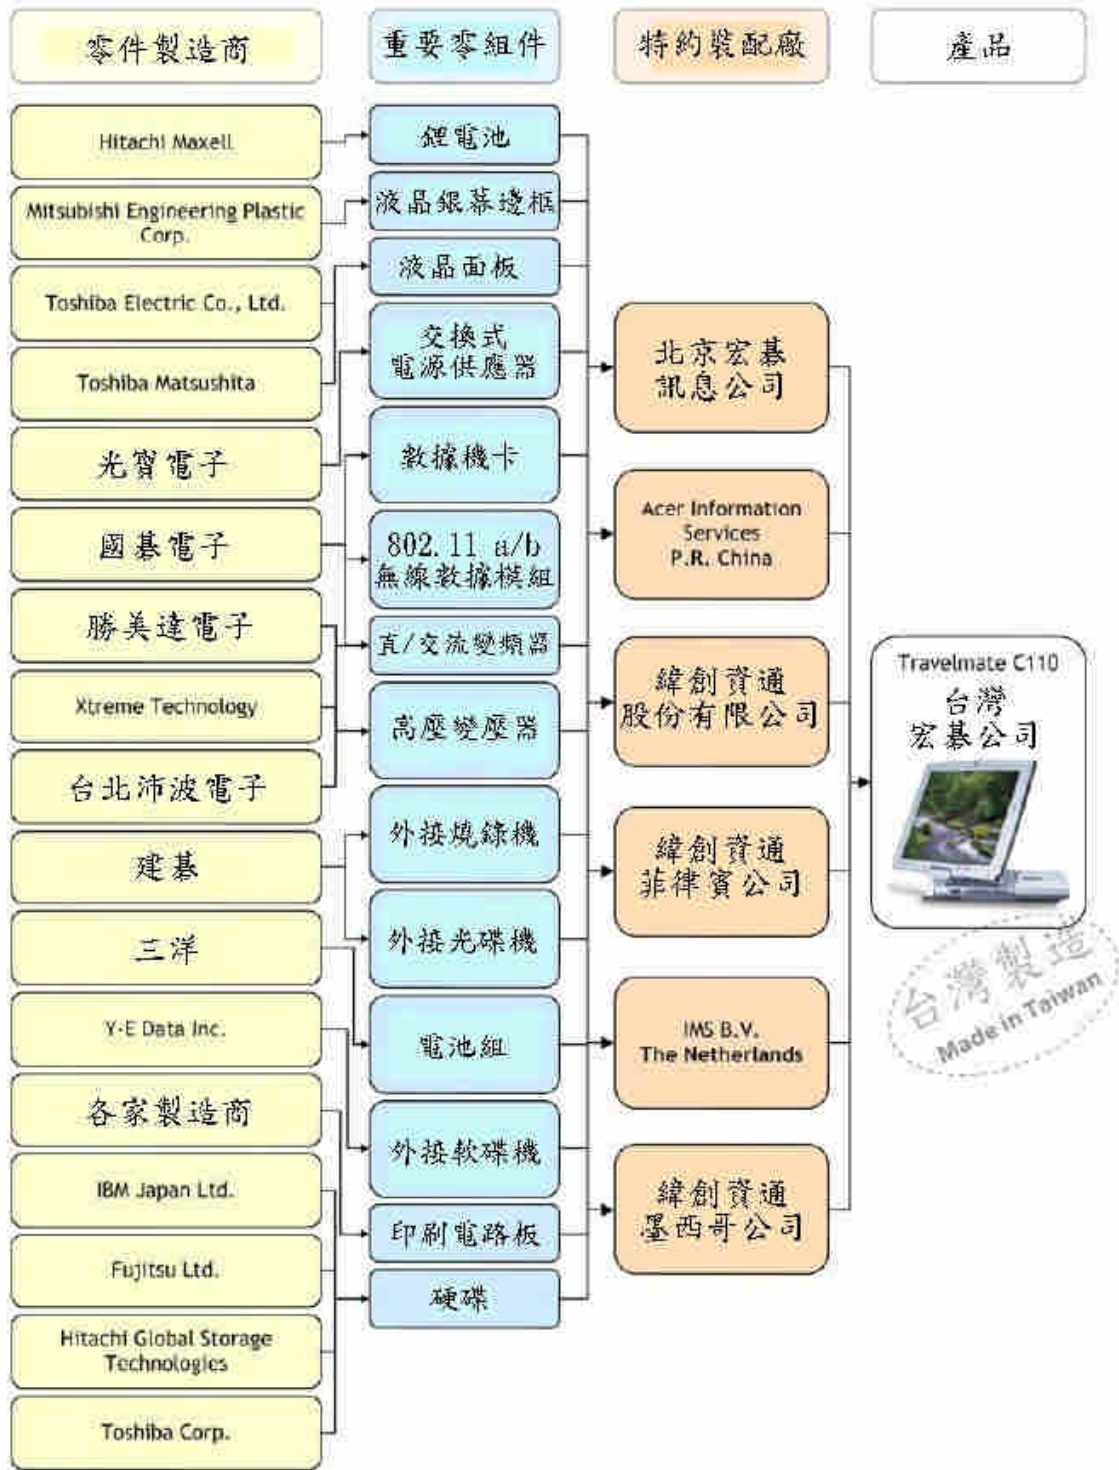 零件製造商
重要零組件
特約裝配廠
產品
Hitachi Maxell
Mitsubishi Engineering Plastic
Corp.
Toshiba Electric Co., Ltd.
Toshiba Matsushita
光寶電子
國碁電子
勝美達電子
Xtreme Technology
台北沛波電子
建碁
三洋
Y-E Data Inc.
各家製造商
IBM Japan Ltd.
Fujitsu Ltd.
Hitachi Global Storage
Technologies
Toshiba Corp.
鋰電池
液晶銀幕邊框
液晶面板
交換式
電源供應器
數據機卡
802.11 a/b
無線數據模組
直/交流變頻器
高壓變壓器
外接燒錄機
外接光碟機
電池組
外接軟碟機
印刷電路板
硬碟
北京宏碁
訊息公司
Acer Information
Services
P.R. China
緯創資通
股份有限公司
緯創資通
菲律賓公司
IMS B.V.
The Netherlands
緯創資通
墨西哥公司
Travelmate C110
台灣
宏碁公司
台灣製造
Made in Taiwan